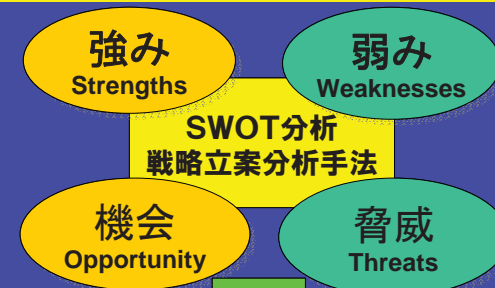 強み
Strengths
弱み
Weaknesses
SWOT分析
戦略立案分析手法
機会
Opportunity
脅威
Threats